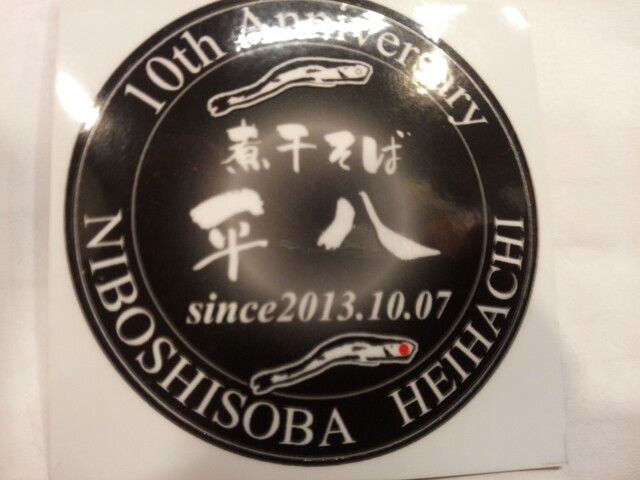 10th Anniversary
煮干そば
平八
since2013.10.07
NIBOSHISOBA HEIHACHI